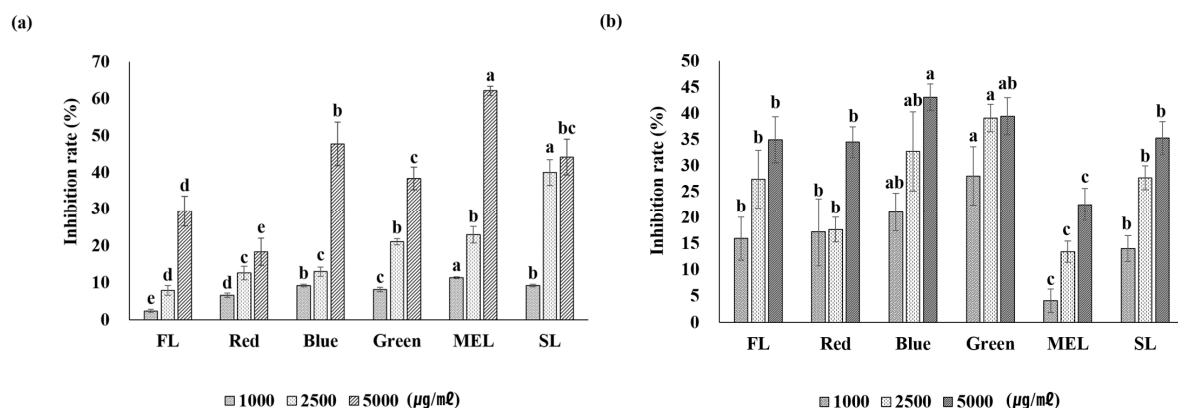 (a)
Inhibition rate (%)
70
60
50
40
30
20
10
0
e d d
d c e
b c b
c b c
a b a
b a bc
FL Red Blue Green MEL SL
1000 2500 5000 (µg/mℓ)
(b)
Inhibition rate (%)
50
45
40
35
30
25
20
15
10
5
0
b b b
b b b
ab ab a
a a ab
c c c
b b b
FL Red Blue Green MEL SL
1000 2500 5000 (µg/mℓ)